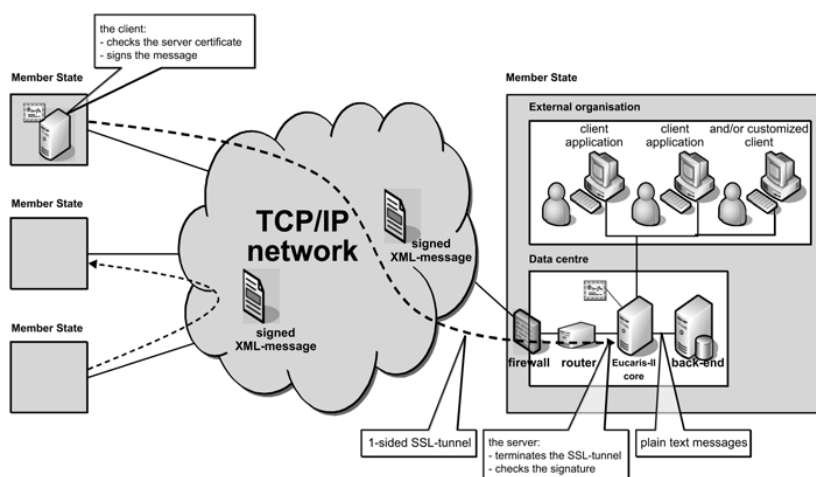 the client:
- checks the server certificate
- signs the message
Member State
Member State
Member State
TCP/IP
network
signed
XML-message
signed
XML-message
Member State
External organisation
client
application
client
application
and/or customized
client
Data centre
firewall
router
Eucaris-II
core
back-end
1-sided SSL-tunnel
the server:
- terminates the SSL-tunnel
- checks the signature
plain text messages